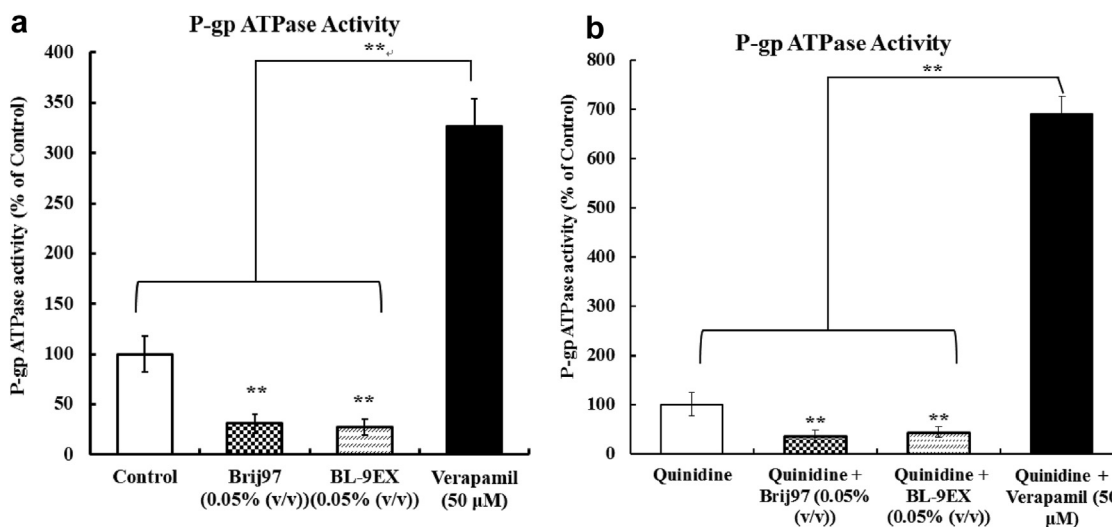 a
P-gp ATPase Activity
P-gp ATPase activity (% of Control)
400
350
300
250
200
150
100
50
0
**
**
**
Control
Brij97
(0.05% (v/v))
BL-9EX
(0.05% (v/v))
Verapamil
(50 μM)
b
P-gp ATPase Activity
P-gp ATPase activity (% of Control)
800
700
600
500
400
300
200
100
0
**
**
**
Quinidine
Quinidine +
Brij97 (0.05%
(v/v))
Quinidine +
BL-9EX
(0.05% (v/v))
Quinidine +
Verapamil (50
μM)